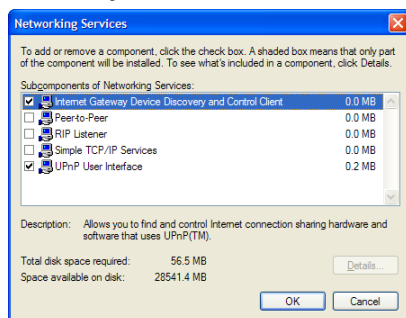 Networking Services
To add or remove a component, click the check box. A shaded box means that only part
of the component will be installed. To see what's included in a component, click Details.
Subcomponents of Networking Services:
Internet Gateway Device Discovery and Control Client 0.0 MB
Peer-to-Peer 0.0 MB
RIP Listener 0.0 MB
Simple TCP/IP Services 0.0 MB
UPnP User Interface 0.2 MB
Description: Allows you to find and control Internet connection sharing hardware and
software that uses UPnP(TM).
Total disk space required: 56.5 MB
Details...
Space available on disk: 28541.4 MB
OK Cancel